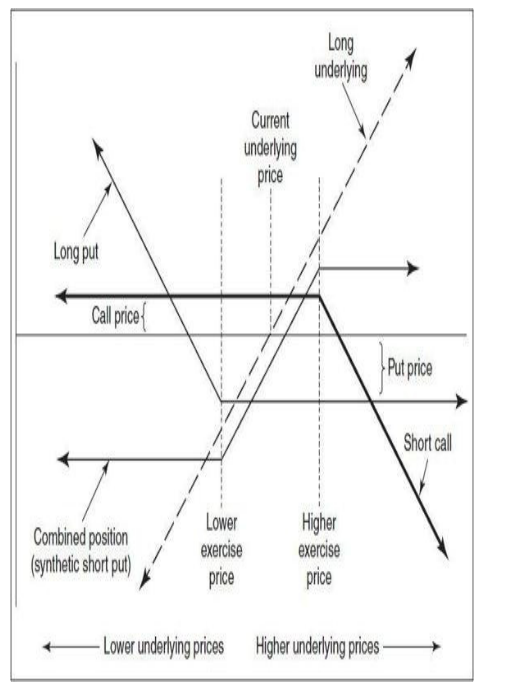 Long
underlying
Current
underlying
price
Long put
Call price
Put price
Short call
Combined position
(synthetic short put)
Lower
exercise
price
Higher
exercise
price
Lower underlying prices
Higher underlying prices